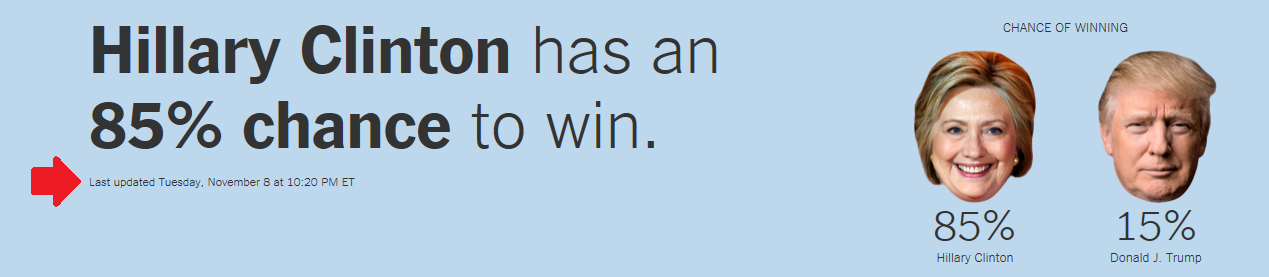 Hillary Clinton has an
85% chance to win.
Last updated Tuesday, November 8 at 10:20 PM ET
CHANCE OF WINNING
85%
Hillary Clinton
15%
Donald J. Trump